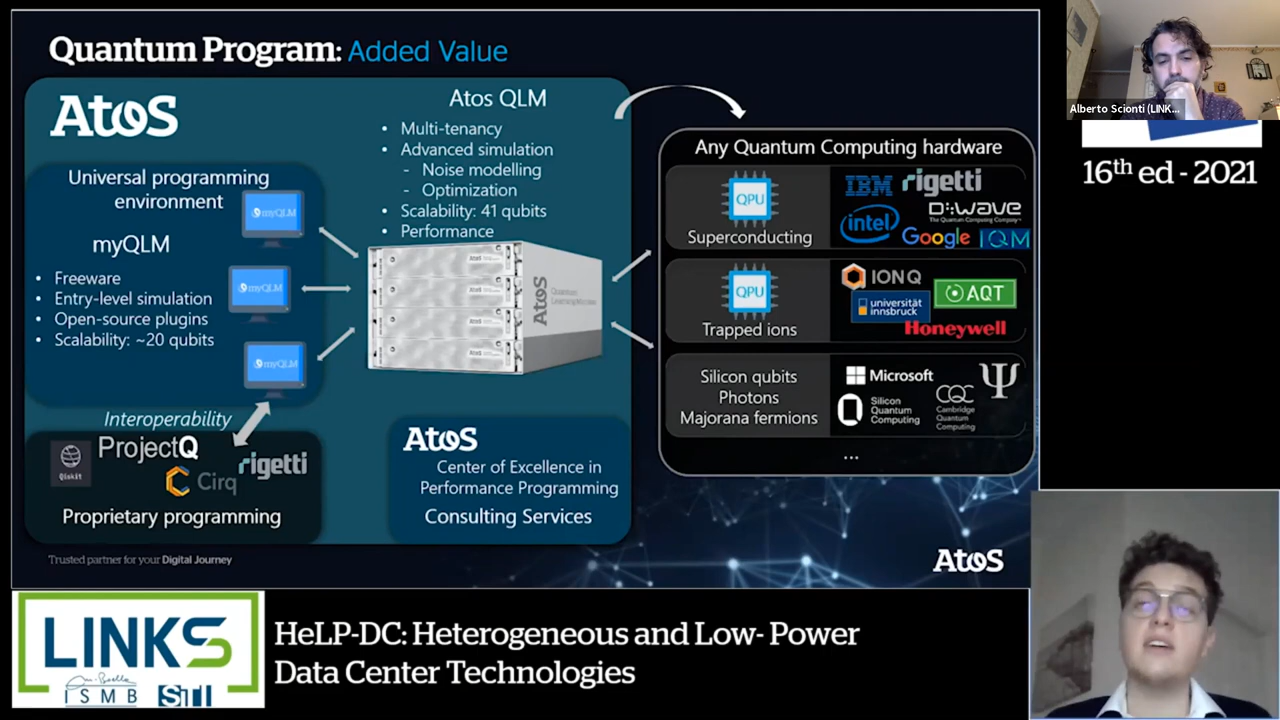 Quantum Program: Added Value
Atos
Universal programming
environment
myQLM
• Freeware
• Entry-level simulation
• Open-source plugins
• Scalability: ~20 qubits
myQLM
myQLM
myQLM
Interoperability
Qiskit
ProjectQ
Cirq
rigetti
Proprietary programming
Atos QLM
• Multi-tenancy
• Advanced simulation
- Noise modelling
- Optimization
• Scalability: 41 qubits
• Performance
Atos
Quantum
Atos
Center of Excellence in
Performance Programming
Consulting Services
Any Quantum Computing hardware
QPU
Superconducting
IBM rigetti
intel D:wave
The Quantum Computing Company
Google IQM
QPU
Trapped ions
IONQ
universität
innsbruck
AQT
Honeywell
Silicon qubits
Photons
Majorana fermions
Microsoft
Silicon
Quantum
Computing
CQC
Cambridge
Quantum
Computing
Ψ
...
Trusted partner for your Digital Journey
Atos
Alberto Scionti (LINK...
16th ed - 2021
LINKS
ISMB STI
HeLP-DC: Heterogeneous and Low- Power
Data Center Technologies